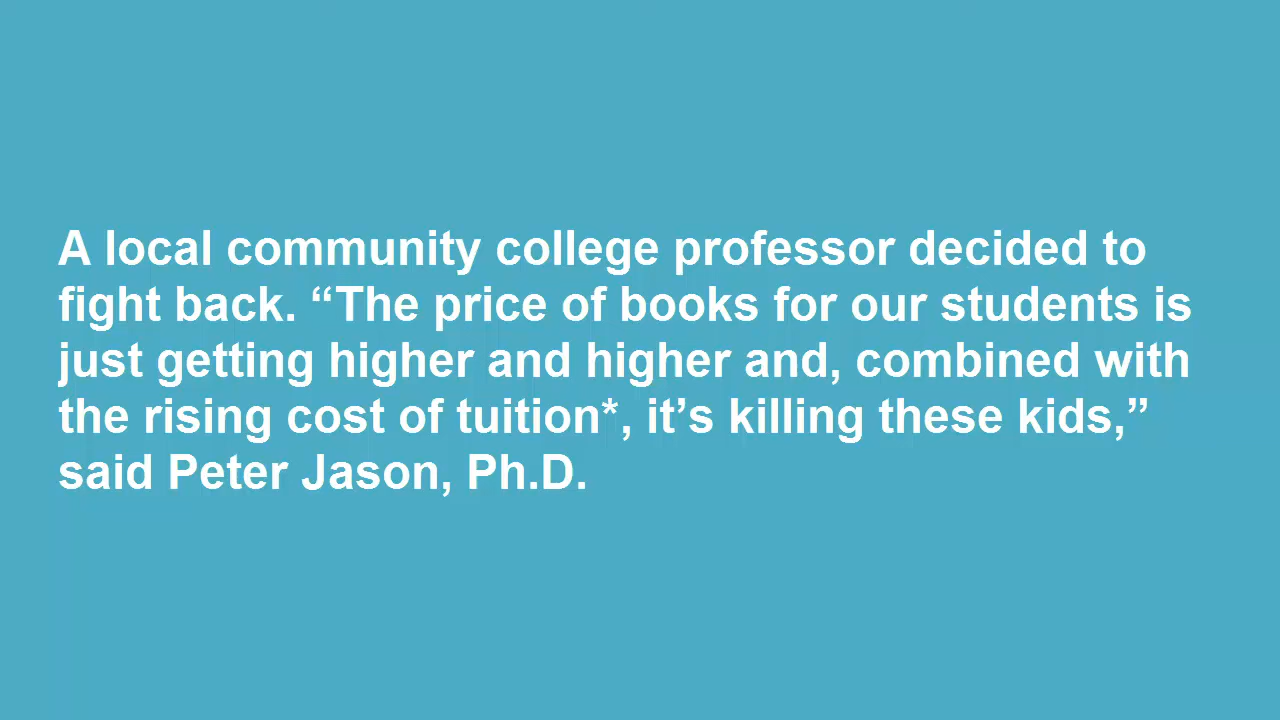 A local community college professor decided to
fight back. “The price of books for our students is
just getting higher and higher and, combined with
the rising cost of tuition*, it’s killing these kids,”
said Peter Jason, Ph.D.